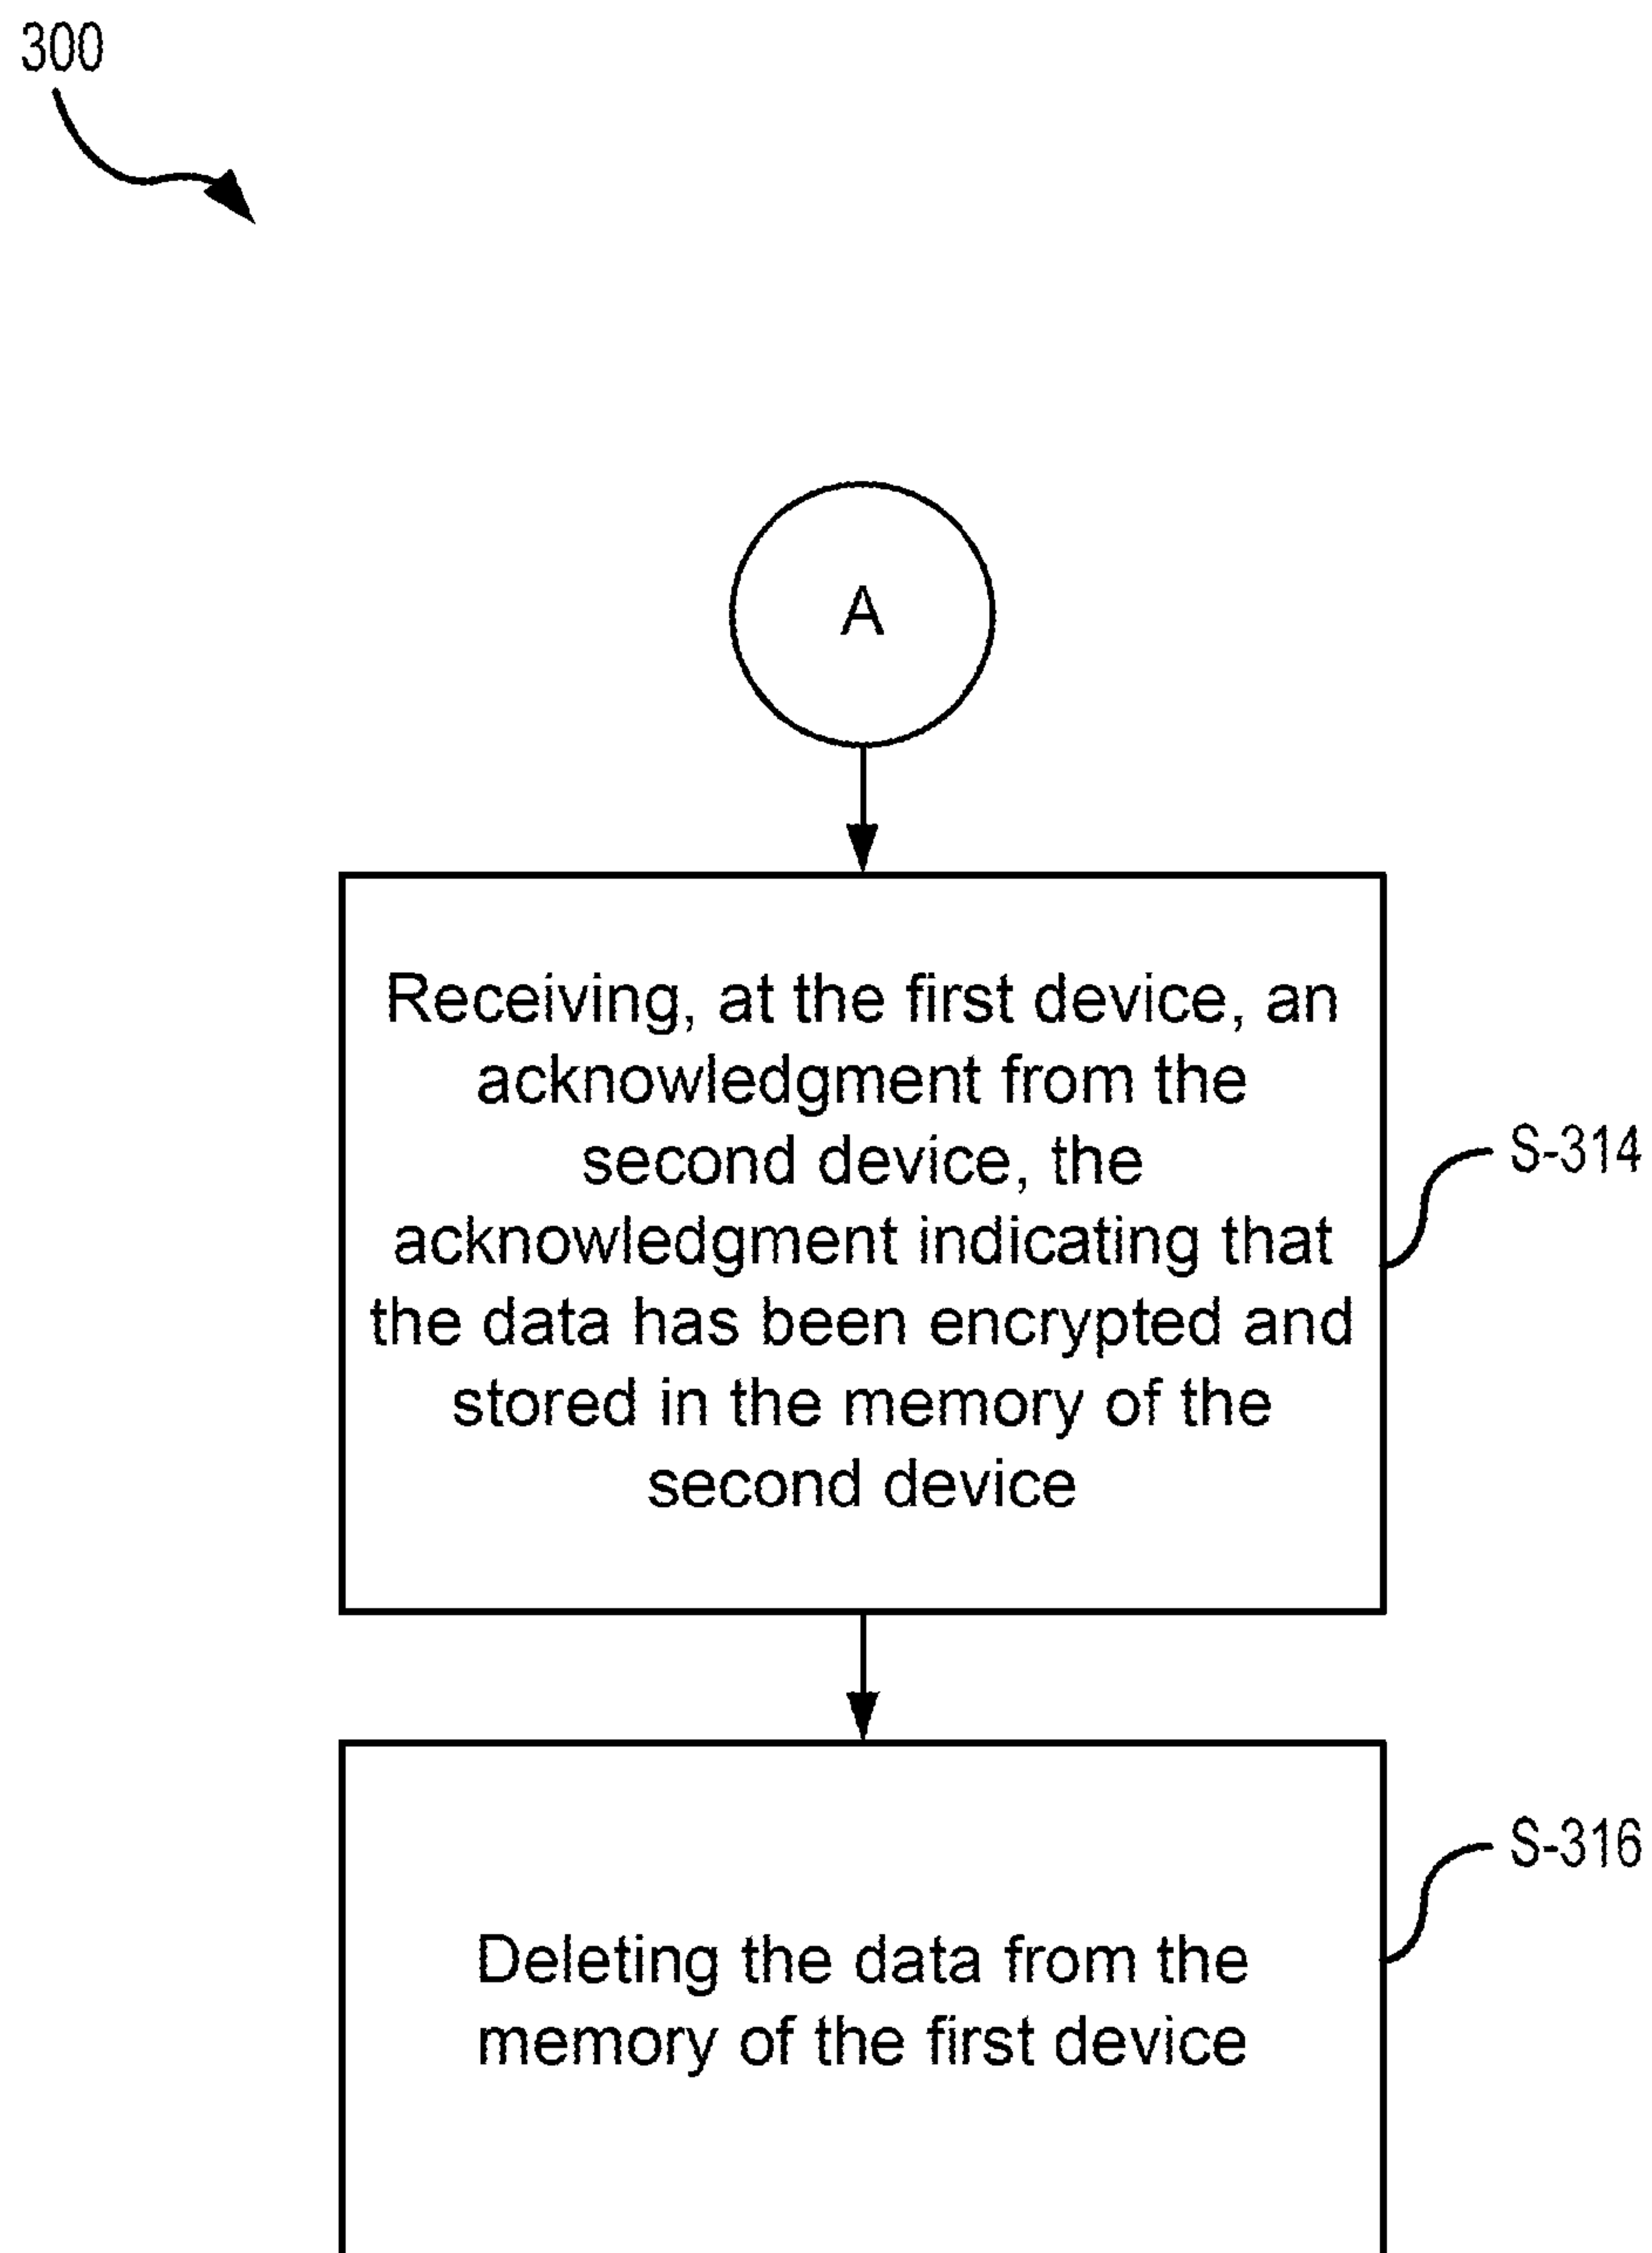 300
A
Receiving, at the first device, an
acknowledgment from the
second device, the
acknowledgment indicating that
the data has been encrypted and
stored in the memory of the
second device
S-314
S-316
Deleting the data from the
memory of the first device